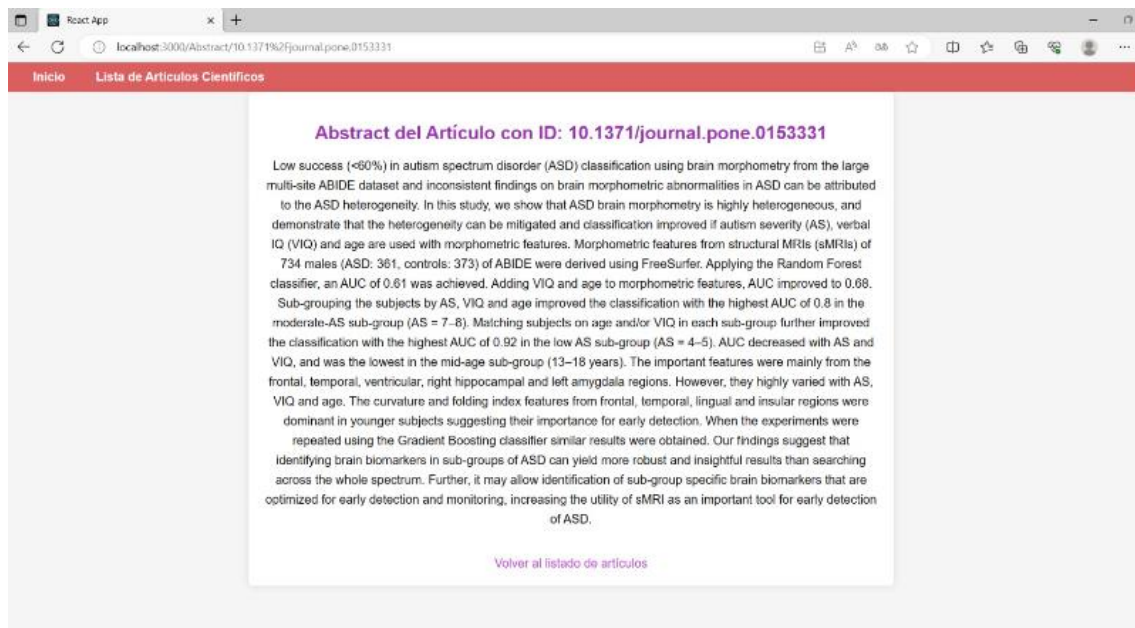 React App
localhost:3000/Abstract/10.1371%2Fjournal.pone.0153331
Inicio Lista de Artículos Científicos
Abstract del Artículo con ID: 10.1371/journal.pone.0153331
Low success (<60%) in autism spectrum disorder (ASD) classification using brain morphometry from the large
multi-site ABIDE dataset and inconsistent findings on brain morphometric abnormalities in ASD can be attributed
to the ASD heterogeneity. In this study, we show that ASD brain morphometry is highly heterogeneous, and
demonstrate that the heterogeneity can be mitigated and classification improved if autism severity (AS), verbal
IQ (VIQ) and age are used with morphometric features. Morphometric features from structural MRIs (sMRIs) of
734 males (ASD: 361, controls: 373) of ABIDE were derived using FreeSurfer. Applying the Random Forest
classifier, an AUC of 0.61 was achieved. Adding VIQ and age to morphometric features, AUC improved to 0.68.
Sub-grouping the subjects by AS, VIQ and age improved the classification with the highest AUC of 0.8 in the
moderate-AS sub-group (AS = 7–8). Matching subjects on age and/or VIQ in each sub-group further improved
the classification with the highest AUC of 0.92 in the low AS sub-group (AS = 4–5). AUC decreased with AS and
VIQ, and was the lowest in the mid-age sub-group (13–18 years). The important features were mainly from the
frontal, temporal, ventricular, right hippocampal and left amygdala regions. However, they highly varied with AS,
VIQ and age. The curvature and folding index features from frontal, temporal, lingual and insular regions were
dominant in younger subjects suggesting their importance for early detection. When the experiments were
repeated using the Gradient Boosting classifier similar results were obtained. Our findings suggest that
identifying brain biomarkers in sub-groups of ASD can yield more robust and insightful results than searching
across the whole spectrum. Further, it may allow identification of sub-group specific brain biomarkers that are
optimized for early detection and monitoring, increasing the utility of sMRI as an important tool for early detection
of ASD.
Volver al listado de artículos